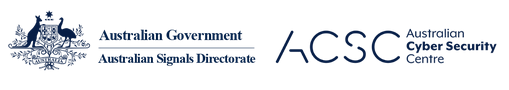 Australian Government
Australian Signals Directorate
ACSC
Australian
Cyber Security
Centre